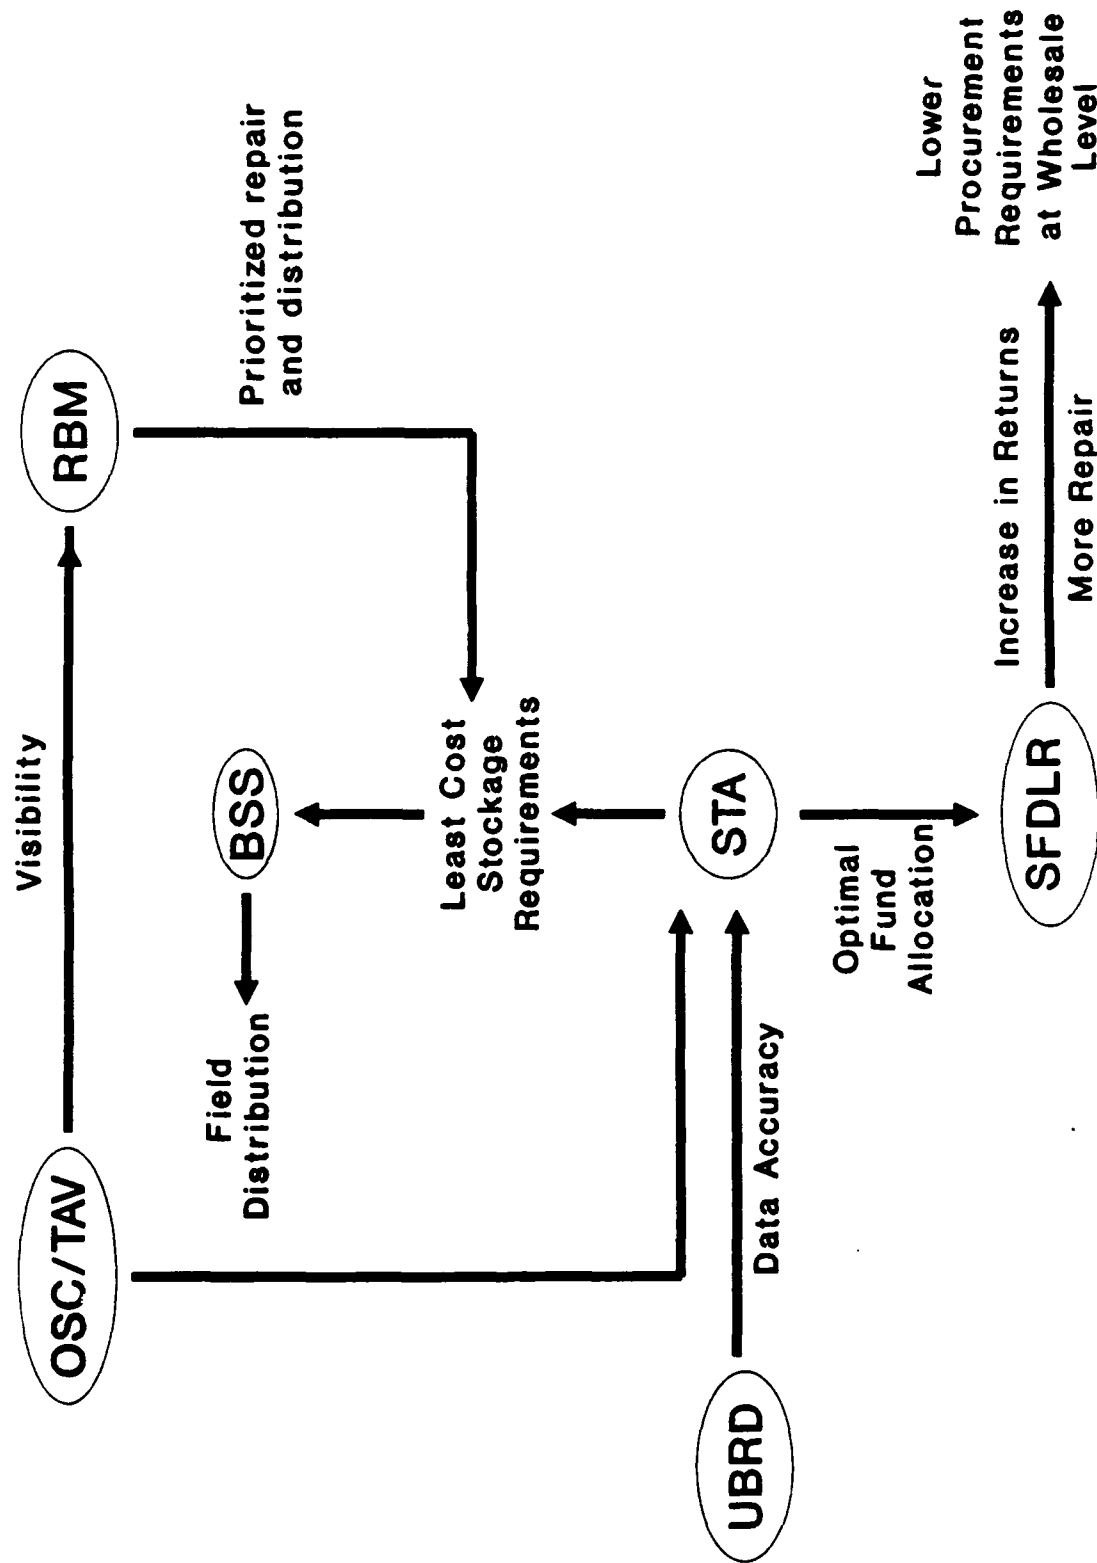 Visibility
OSC/TAV
RBM
Prioritized repair
and distribution
BSS
Field
Distribution
Least Cost
Stockage
Requirements
STA
UBRD
Data Accuracy
Optimal
Fund
Allocation
SFDLR
Increase in Returns
More Repair
Lower
Procurement
Requirements
at Wholesale
Level